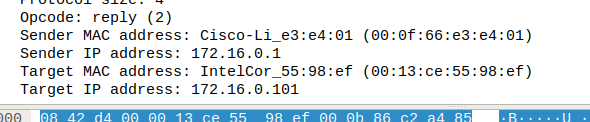 Protocol size: 4
Opcode: reply (2)
Sender MAC address: Cisco-Li_e3:e4:01 (00:0f:66:e3:e4:01)
Sender IP address: 172.16.0.1
Target MAC address: IntelCor_55:98:ef (00:13:ce:55:98:ef)
Target IP address: 172.16.0.101
000 08 42 d4 00 00 13 ce 55 98 ef 00 0b 86 c2 a4 85 ·B·····U ·